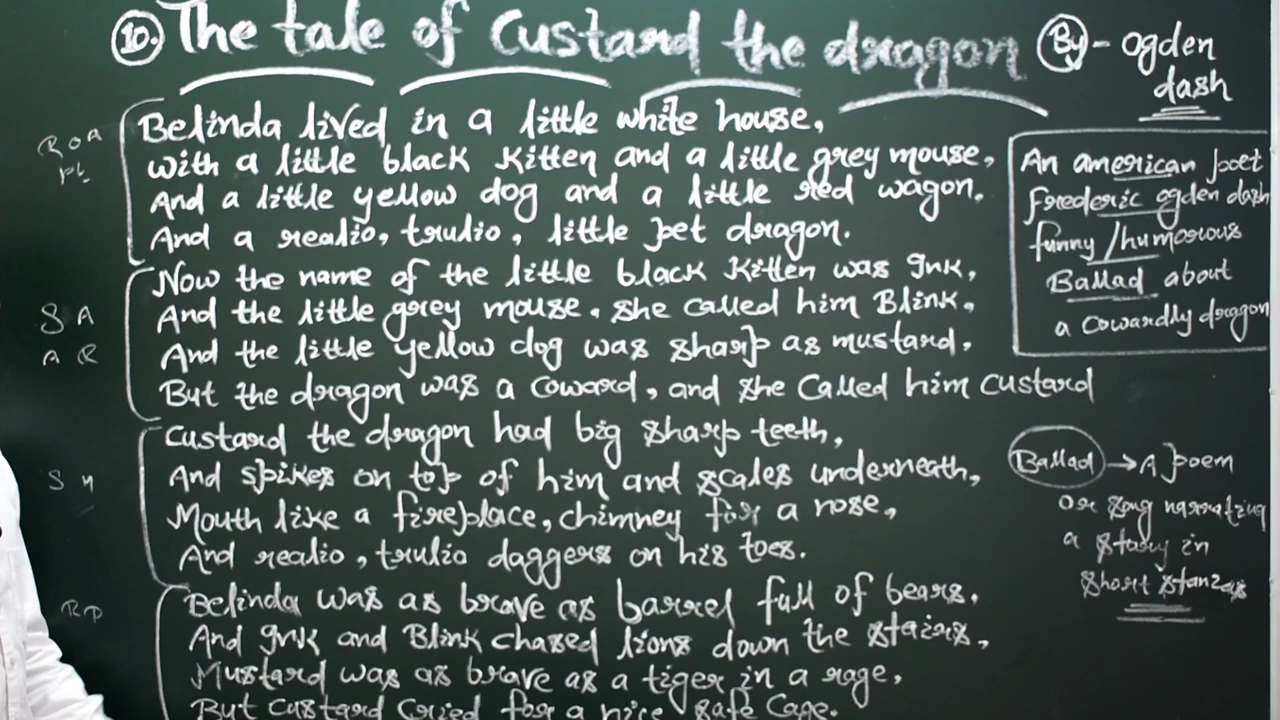 10. The tale of Custard the dragon By - Ogden dash
R O A
PL
Belinda lived in a little white house,
with a little black Kitten and a little grey mouse,
And a little yellow dog and a little red wagon.
And a realio, trulio, little pet dragon.
S A
A R
Now the name of the little black Kitten was Ink,
And the little grey mouse, she called him Blink,
And the little yellow dog was sharp as mustard,
But the dragon was a coward, and she Called him custard
S M
Custard the dragon had big sharp teeth,
And spikes on top of him and scales underneath,
Mouth like a fireplace, chimney for a nose,
And realio, trulio daggers on his toes.
R P
Belinda was as brave as barrel full of bears.
And Ink and Blink chased lions down the stairs,
Mustard was as brave as a tiger in a rage,
But Custard Cried for a nice safe Cage.
An american poet
frederic ogden dash
funny / humorous
Ballad about
a cowardly dragon
Ballad → A poem
or song narrating
a story in
short stanzas